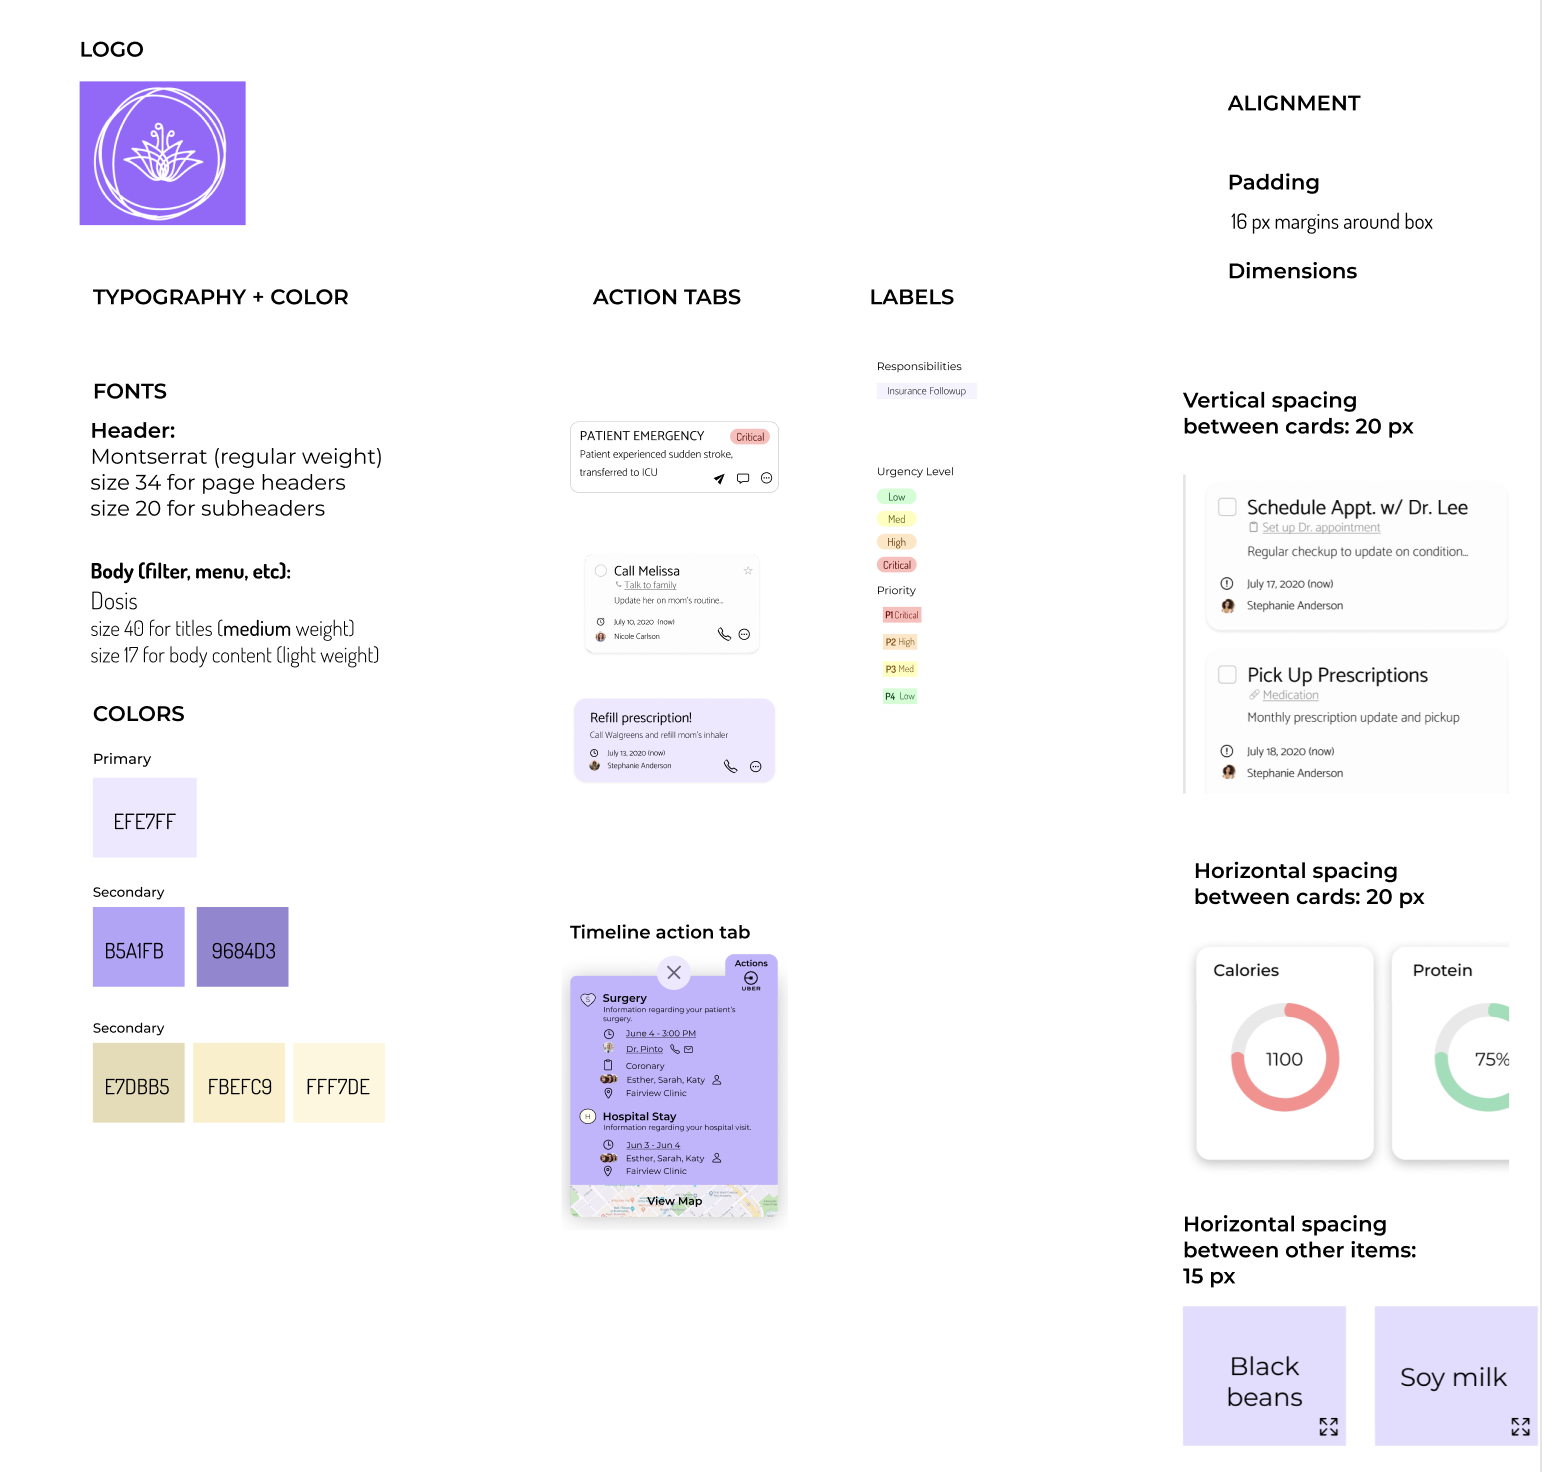 LOGO
TYPOGRAPHY + COLOR
FONTS
Header:
Montserrat (regular weight)
size 34 for page headers
size 20 for subheaders
Body (filter, menu, etc):
Dosis
size 40 for titles (medium weight)
size 17 for body content (light weight)
COLORS
Primary
EFE7FF
Secondary
B5A1FB
9684D3
Secondary
E7DBB5
FBEFC9
FFF7DE
ACTION TABS
PATIENT EMERGENCY
Critical
Patient experienced sudden stroke,
transferred to ICU
Call Melissa
Talk to family
Update her on mom's routine...
July 10, 2020 (now)
Nicole Carlson
Refill prescription!
Call Walgreens and refill mom's inhaler
July 13, 2020 (now)
Stephanie Anderson
Timeline action tab
Actions
UBER
S
Surgery
Information regarding your patient's
surgery.
June 4 - 3:00 PM
Dr. Pinto
Coronary
Esther, Sarah, Katy
Fairview Clinic
H
Hospital Stay
Information regarding your hospital visit.
Jun 3 - Jun 4
Esther, Sarah, Katy
Fairview Clinic
View Map
LABELS
Responsibilities
Insurance Followup
Urgency Level
Low
Med
High
Critical
Priority
P1 Critical
P2 High
P3 Med
P4 Low
ALIGNMENT
Padding
16 px margins around box
Dimensions
Vertical spacing
between cards: 20 px
Schedule Appt. w/ Dr. Lee
Set up Dr. appointment
Regular checkup to update on condition...
July 17, 2020 (now)
Stephanie Anderson
Pick Up Prescriptions
Medication
Monthly prescription update and pickup
July 18, 2020 (now)
Stephanie Anderson
Horizontal spacing
between cards: 20 px
Calories
1100
Protein
75%
Horizontal spacing
between other items:
15 px
Black
beans
Soy milk